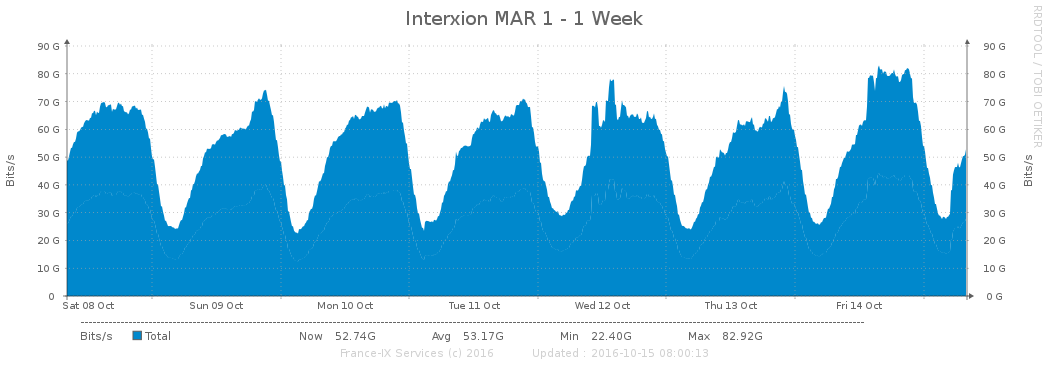 Interxion MAR 1 - 1 Week
RRDTOOL / TOBI OETIKER
Bits/s
90 G 90 G
80 G 80 G
70 G 70 G
60 G 60 G
50 G 50 G
40 G 40 G
30 G 30 G
20 G 20 G
10 G 10 G
0 0 G
Bits/s
Sat 08 Oct Sun 09 Oct Mon 10 Oct Tue 11 Oct Wed 12 Oct Thu 13 Oct Fri 14 Oct
Bits/s Total Now 52.74G Avg 53.17G Min 22.40G Max 82.92G
France-IX Services (c) 2016 Updated : 2016-10-15 08:00:13